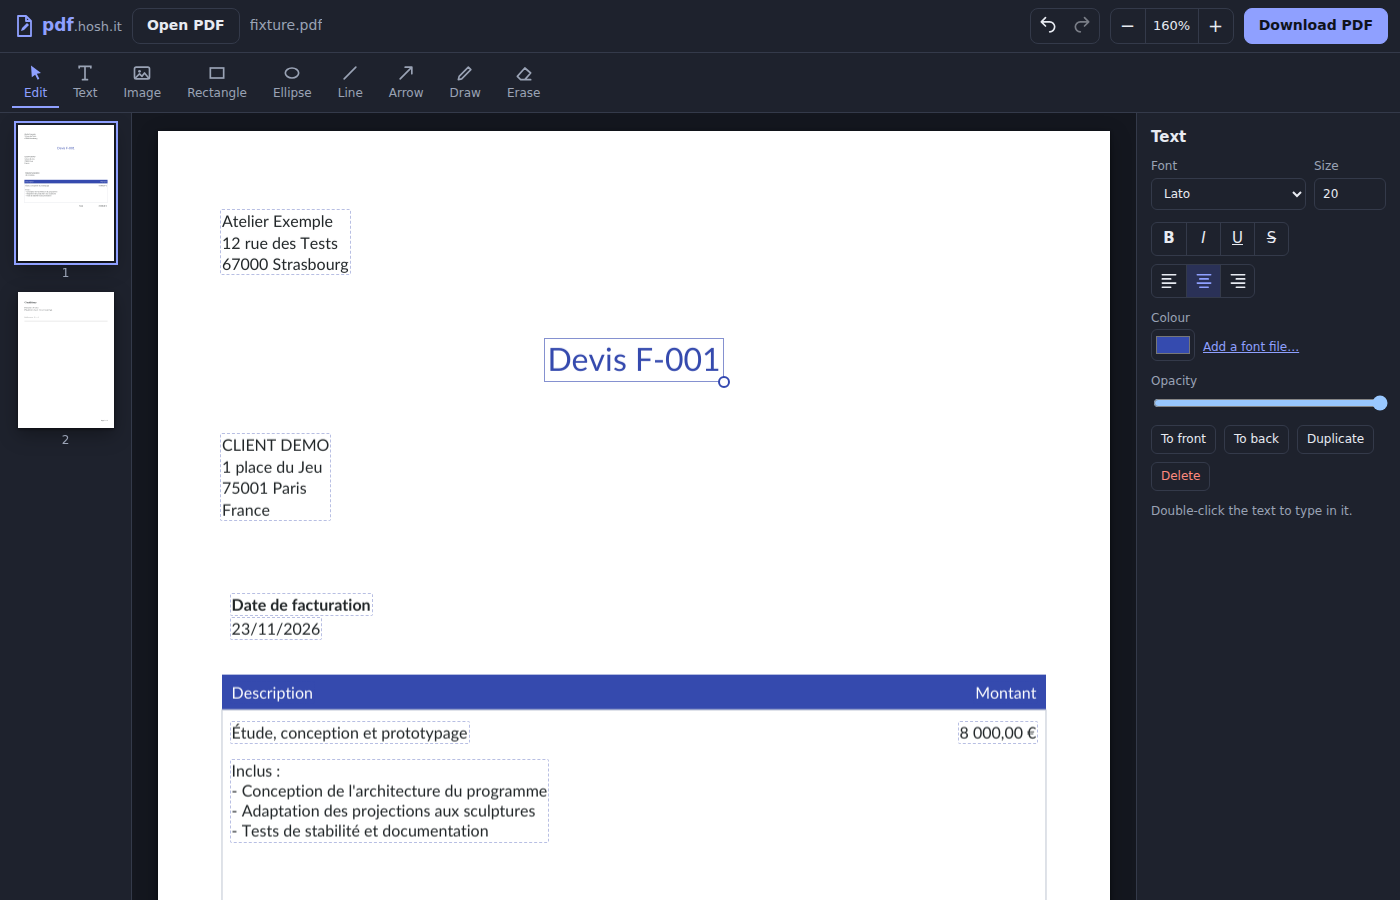 pdf.hosh.it
Open PDF
fixture.pdf
160%
Download PDF
Edit
Text
Image
Rectangle
Ellipse
Line
Arrow
Draw
Erase
1
2
Atelier Exemple
12 rue des Tests
67000 Strasbourg
Devis F-001
CLIENT DEMO
1 place du Jeu
75001 Paris
France
Date de facturation
23/11/2026
Description Montant
Étude, conception et prototypage 8 000,00 €
Inclus :
- Conception de l'architecture du programme
- Adaptation des projections aux sculptures
- Tests de stabilité et documentation
Text
Font Size
Lato 20
B I U S
Colour
Add a font file...
Opacity
To front To back Duplicate
Delete
Double-click the text to type in it.